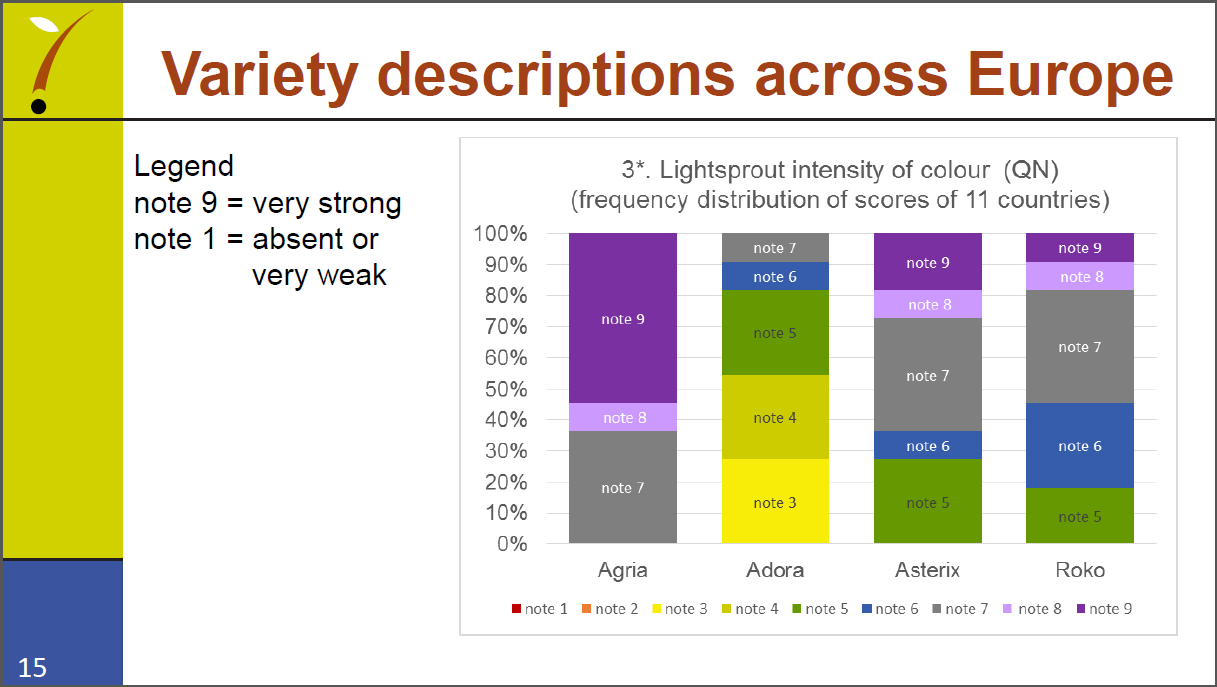 Variety descriptions across Europe
Legend
note 9 = very strong
note 1 = absent or
very weak
3*. Lightsprout intensity of colour (QN)
(frequency distribution of scores of 11 countries)
100%
90%
80%
70%
60%
50%
40%
30%
20%
10%
0%
note 9
note 8
note 7
note 7
note 6
note 5
note 4
note 3
note 9
note 8
note 7
note 6
note 5
note 9
note 8
note 7
note 6
note 5
Agria Adora Asterix Roko
note 1 note 2 note 3 note 4 note 5 note 6 note 7 note 8 note 9
15